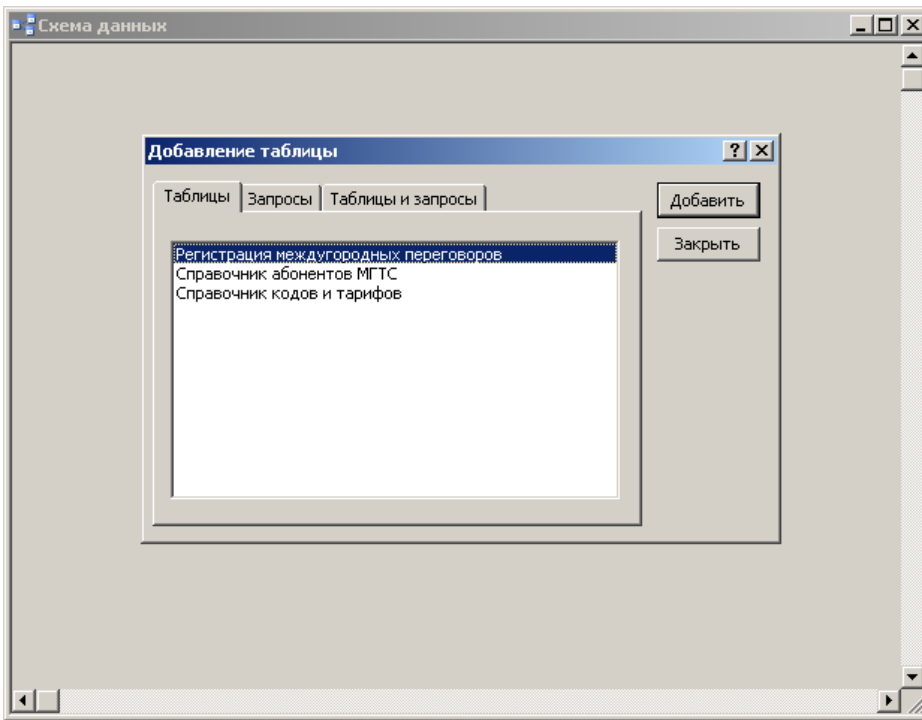 Схема данных
Добавление таблицы
Таблицы
Запросы
Таблицы и запросы
Добавить
Закрыть
Регистрация междугородных переговоров
Справочник абонентов МГТС
Справочник кодов и тарифов